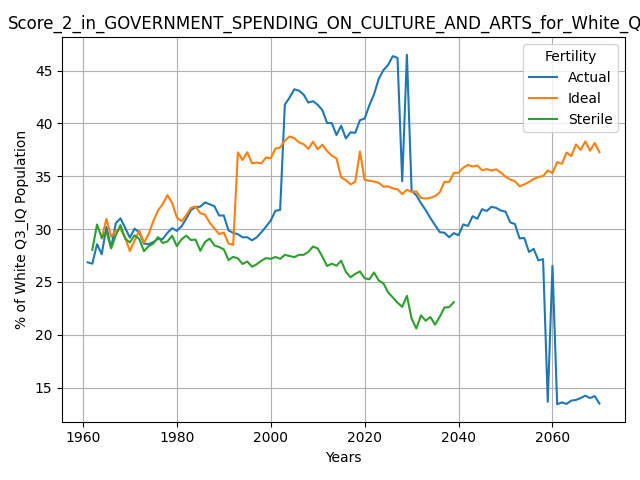 Score_2_in_GOVERNMENT_SPENDING_ON_CULTURE_AND_ARTS_for_White_Q
Fertility
Actual
Ideal
Sterile
% of White Q3_IQ Population
45
40
35
30
25
20
15
1960 1980 2000 2020 2040 2060
Years